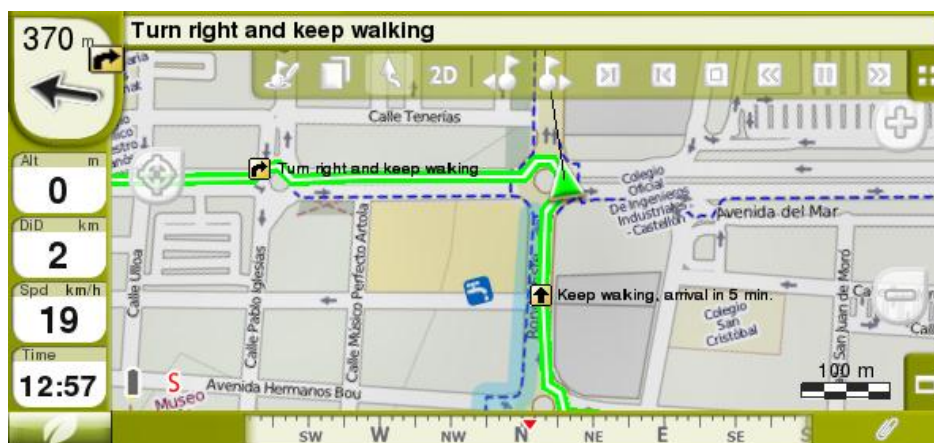 370 m
Turn right and keep walking
2D
Calle Tenerías
Alt m
0
Turn right and keep walking
Colegio
Oficial
De Ingenieros
Industriales
-Castellón
Avenida del Mar
DiD km
2
Calle Ulloa
Calle Pablo Iglesias
Calle Músico Perfecto Artola
Spd km/h
19
Keep walking, arrival in 5 min.
San Juan de Moró
Colegio
San
Cristóbal
Time
12:57
S
Museo
Avenida Hermanos Bou
100 m
SW W NW N NE E SE S